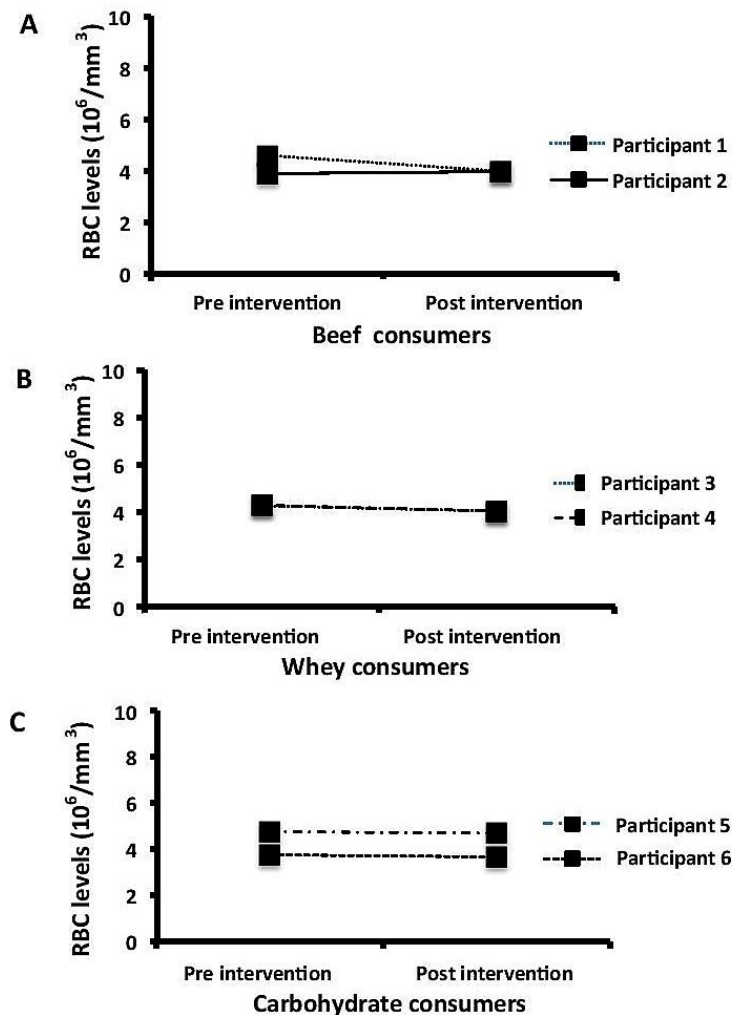 A
RBC levels (10⁶/mm³)
10
8
6
4
2
0
Pre intervention Post intervention
Beef consumers
Participant 1
Participant 2
B
RBC levels (10⁶/mm³)
10
8
6
4
2
0
Pre intervention Post intervention
Whey consumers
Participant 3
Participant 4
C
RBC levels (10⁶/mm³)
10
8
6
4
2
0
Pre intervention Post intervention
Carbohydrate consumers
Participant 5
Participant 6